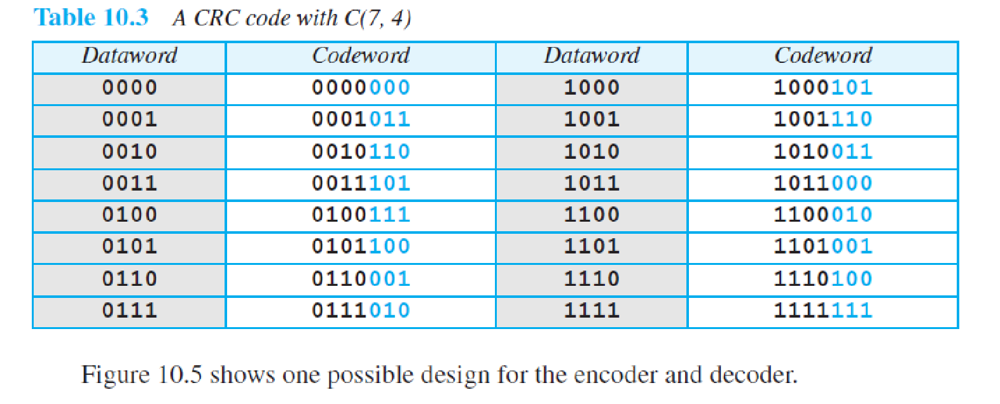 Table 10.3 A CRC code with C(7, 4)
Dataword Codeword Dataword Codeword
0000 0000000 1000 1000101
0001 0001011 1001 1001110
0010 0010110 1010 1010011
0011 0011101 1011 1011000
0100 0100111 1100 1100010
0101 0101100 1101 1101001
0110 0110001 1110 1110100
0111 0111010 1111 1111111
Figure 10.5 shows one possible design for the encoder and decoder.